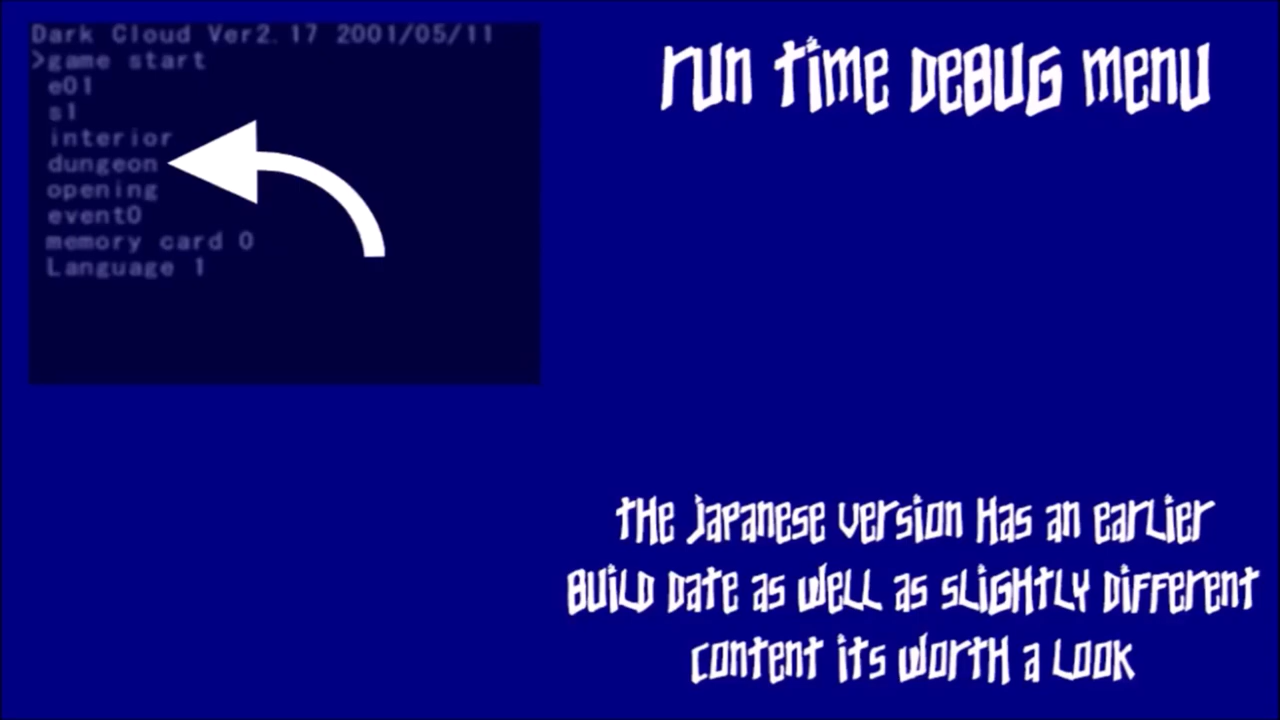 Dark Cloud Ver2.17 2001/05/11
>game start
e01
s1
interior
dungeon
opening
event0
memory card 0
Language 1
run time DEBUG menu
the Japanese version Has an earlier
Build Date as well as slightly different
content its worth a look